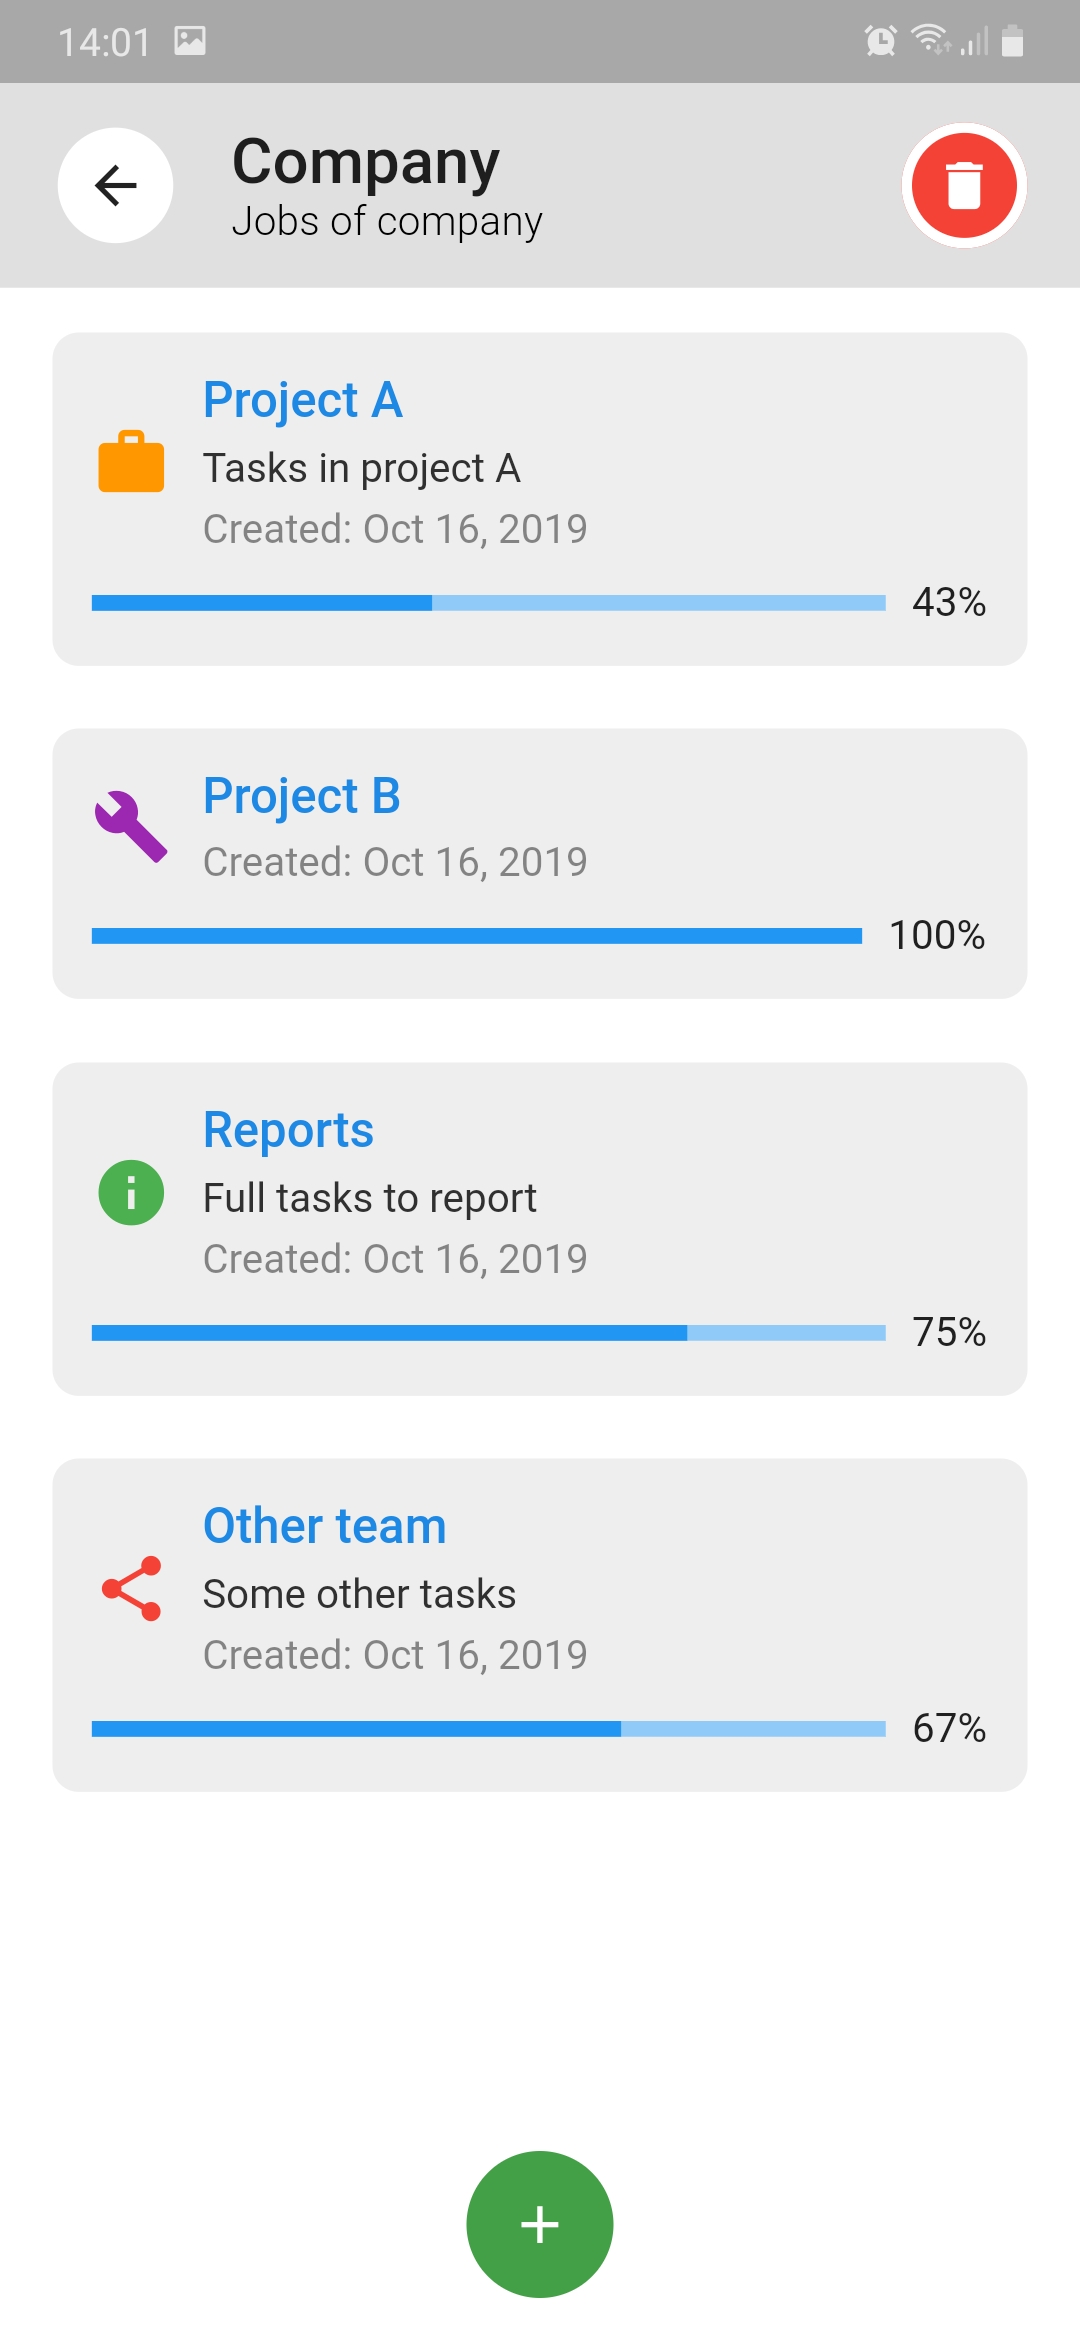 14:01
Company
Jobs of company
Project A
Tasks in project A
Created: Oct 16, 2019
43%
Project B
Created: Oct 16, 2019
100%
Reports
Full tasks to report
Created: Oct 16, 2019
75%
Other team
Some other tasks
Created: Oct 16, 2019
67%